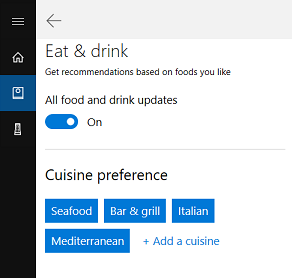 Eat & drink
Get recommendations based on foods you like
All food and drink updates
On
Cuisine preference
Seafood Bar & grill Italian
Mediterranean + Add a cuisine